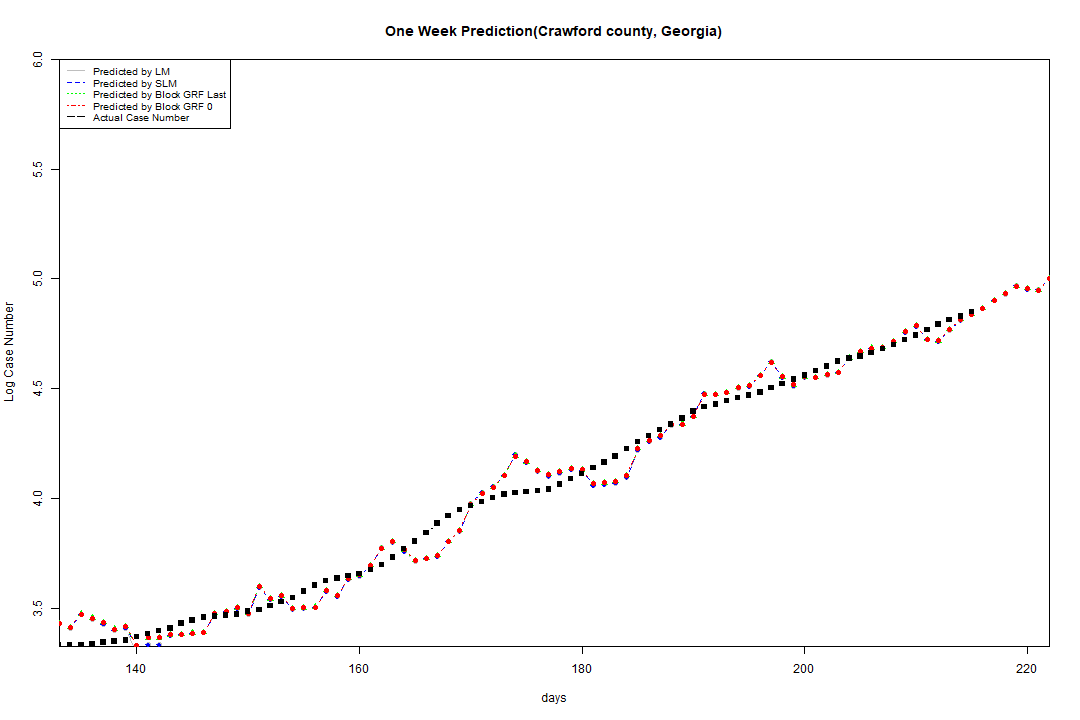 One Week Prediction(Crawford county, Georgia)
Predicted by LM
Predicted by SLM
Predicted by Block GRF Last
Predicted by Block GRF 0
Actual Case Number
6.0
5.5
5.0
4.5
4.0
3.5
Log Case Number
140 160 180 200 220
days